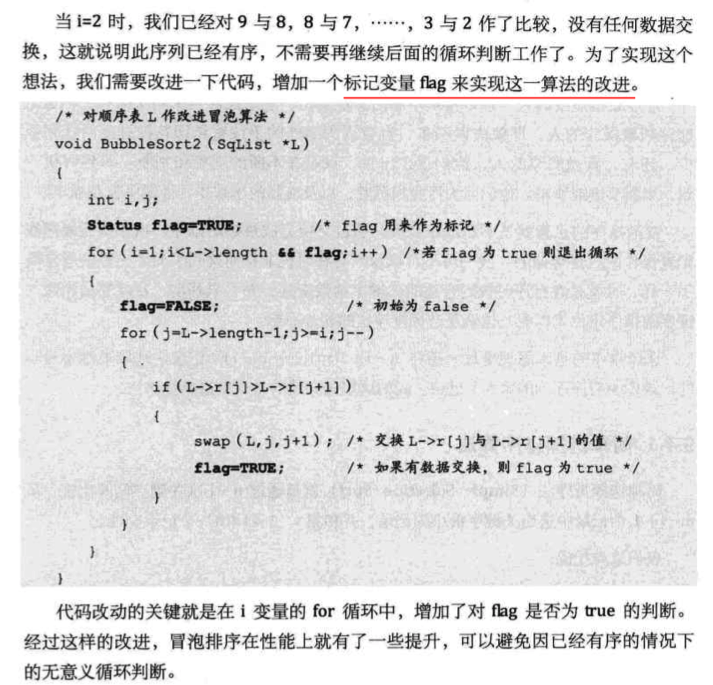 当 i=2 时，我们已经对 9 与 8，8 与 7，……，3 与 2 作了比较，没有任何数据交
换，这就说明此序列已经有序，不需要再继续后面的循环判断工作了。为了实现这个
想法，我们需要改进一下代码，增加一个标记变量 flag 来实现这一算法的改进。
/* 对顺序表 L 作改进冒泡算法 */
void BubbleSort2(SqList *L)
{
int i,j;
Status flag=TRUE; /* flag 用来作为标记 */
for(i=1;i<L->length && flag;i++) /*若 flag 为 true 则退出循环 */
{
flag=FALSE; /* 初始为 false */
for(j=L->length-1;j>=i;j--)
{
if(L->r[j]>L->r[j+1])
{
swap(L,j,j+1); /* 交换 L->r[j]与 L->r[j+1]的值 */
flag=TRUE; /* 如果有数据交换，则 flag 为 true */
}
}
}
}
代码改动的关键就是在 i 变量的 for 循环中，增加了对 flag 是否为 true 的判断。
经过这样的改进，冒泡排序在性能上就有了一些提升，可以避免因已经有序的情况下
的无意义循环判断。